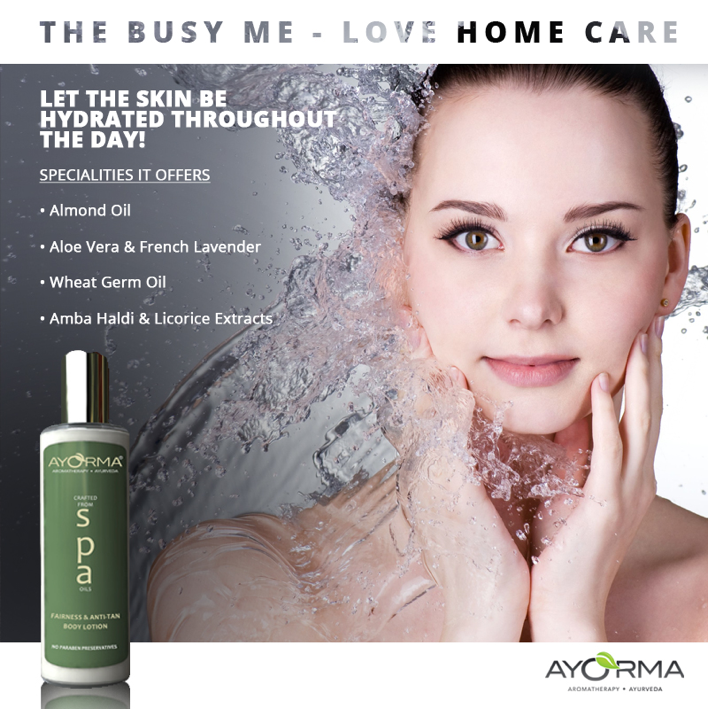 THE BUSY ME - LOVE HOME CARE
LET THE SKIN BE
HYDRATED THROUGHOUT
THE DAY!
SPECIALITIES IT OFFERS
• Almond Oil
• Aloe Vera & French Lavender
• Wheat Germ Oil
• Amba Haldi & Licorice Extracts
AYORMA®
AROMATHERAPY • AYURVEDA
CRAFTED
FROM
s
p
a
OILS
FAIRNESS & ANTI-TAN
BODY LOTION
NO PARABEN PRESERVATIVES
AYORMA
AROMATHERAPY • AYURVEDA